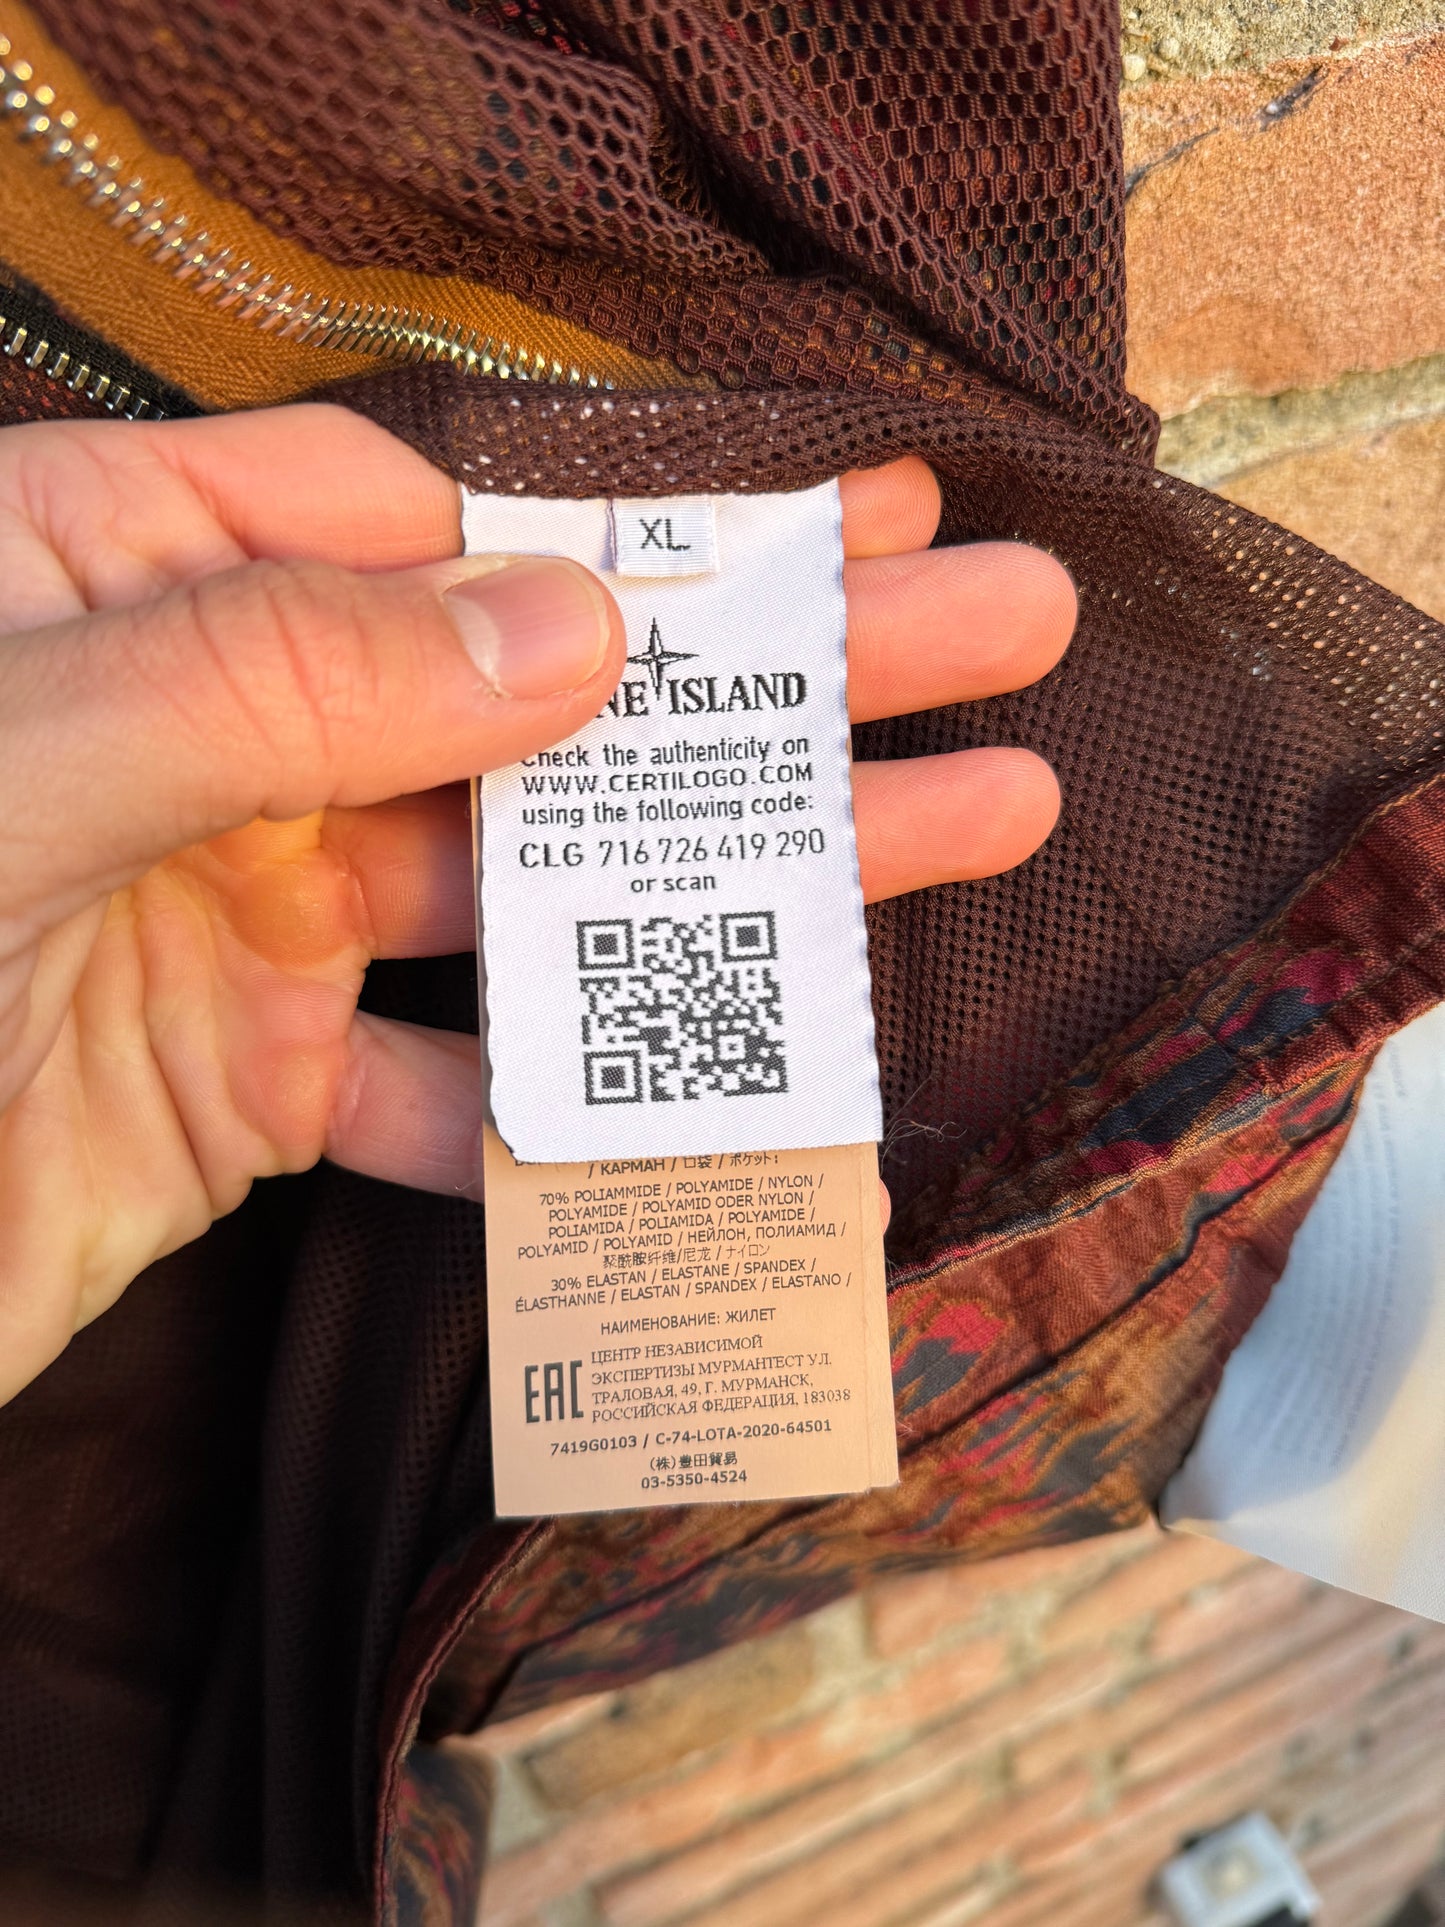 XL
NE ISLAND
Check the authenticity on
WWW.CERTILOGO.COM
using the following code:
CLG 716 726 419 290
or scan
/ КАРМАН / 口袋 / ポケット:
70% POLIAMMIDE / POLYAMIDE / NYLON /
POLYAMIDE / POLYAMID ODER NYLON /
POLIAMIDA / POLIAMIDA / POLYAMIDE /
POLYAMID / POLYAMID / НЕЙЛОН, ПОЛИАМИД /
聚酰胺纤维/尼龙 / ナイロン
30% ELASTAN / ELASTANE / SPANDEX /
ÉLASTHANNE / ELASTAN / SPANDEX / ELASTANO /
НАИМЕНОВАНИЕ: ЖИЛЕТ
EAC
ЦЕНТР НЕЗАВИСИМОЙ
ЭКСПЕРТИЗЫ МУРМАНТЕСТ УЛ.
ТРАЛОВАЯ, 49, Г. МУРМАНСК,
РОССИЙСКАЯ ФЕДЕРАЦИЯ, 183038
7419G0103 / C-74-LOTA-2020-64501
(株)豊田貿易
03-5350-4524